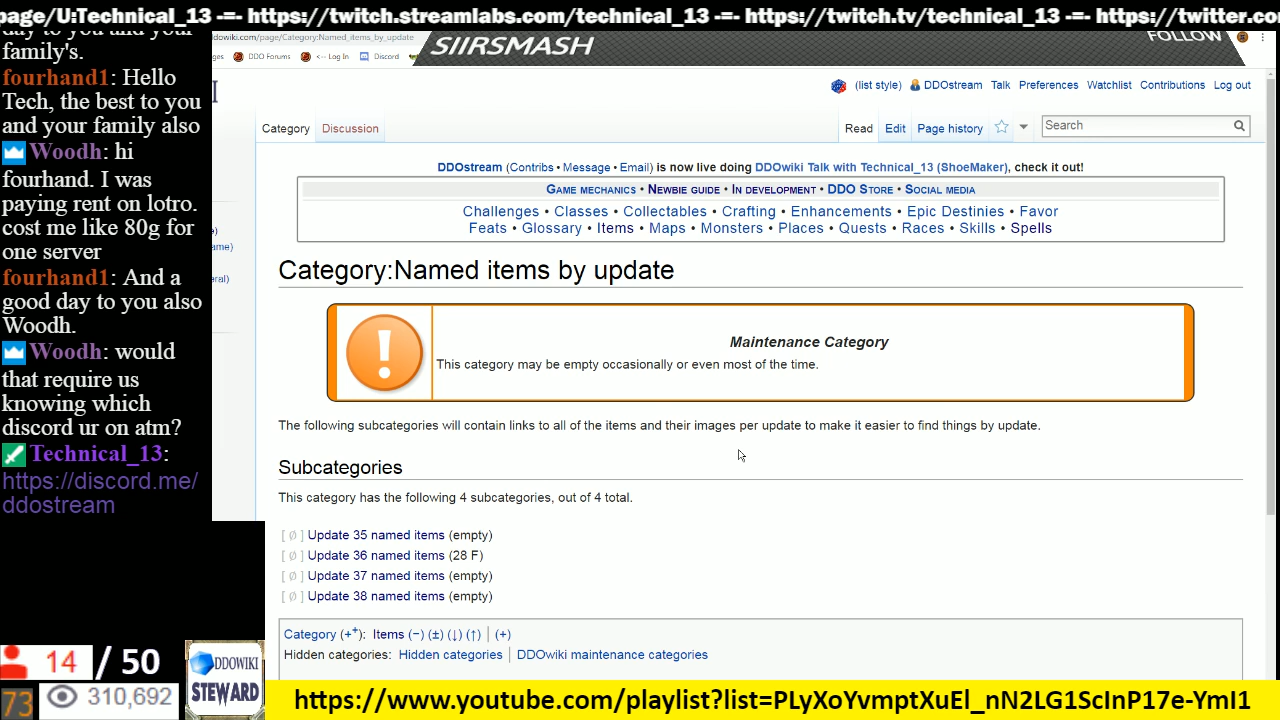 page/U:Technical_13 -=- https://twitch.streamlabs.com/technical_13 -=- https://twitch.tv/technical_13 -=- https://twitter.co
day to you and your
family's.
fourhand1: Hello
Tech, the best to you
and your family also
Woodh: hi
fourhand. I was
paying rent on lotro.
cost me like 80g for
one server
fourhand1: And a
good day to you also
Woodh.
Woodh: would
that require us
knowing which
discord ur on atm?
Technical_13:
https://discord.me/
ddostream
ddowiki.com/page/Category:Named_items_by_update
SIIRSMASH
FOLLOW
ges DDO Forums <-- Log In Discord
(list style) DDOstream Talk Preferences Watchlist Contributions Log out
Category Discussion
Read Edit Page history Search
DDOstream (Contribs • Message • Email) is now live doing DDOwiki Talk with Technical_13 (ShoeMaker), check it out!
Game mechanics • Newbie guide • In development • DDO Store • Social media
Challenges • Classes • Collectables • Crafting • Enhancements • Epic Destinies • Favor
Feats • Glossary • Items • Maps • Monsters • Places • Quests • Races • Skills • Spells
Category:Named items by update
Maintenance Category
This category may be empty occasionally or even most of the time.
The following subcategories will contain links to all of the items and their images per update to make it easier to find things by update.
Subcategories
This category has the following 4 subcategories, out of 4 total.
[ ∅ ] Update 35 named items (empty)
[ ∅ ] Update 36 named items (28 F)
[ ∅ ] Update 37 named items (empty)
[ ∅ ] Update 38 named items (empty)
Category (+⁺): Items (−) (±) (↓) (↑) | (+)
Hidden categories: Hidden categories | DDOwiki maintenance categories
14 / 50
73 310,692
DDOWIKI
STEWARD
https://www.youtube.com/playlist?list=PLyXoYvmptXuEl_nN2LG1ScInP17e-YmI1